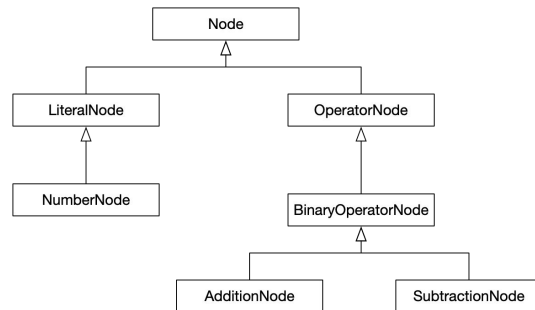 Node
LiteralNode
OperatorNode
NumberNode
BinaryOperatorNode
AdditionNode
SubtractionNode